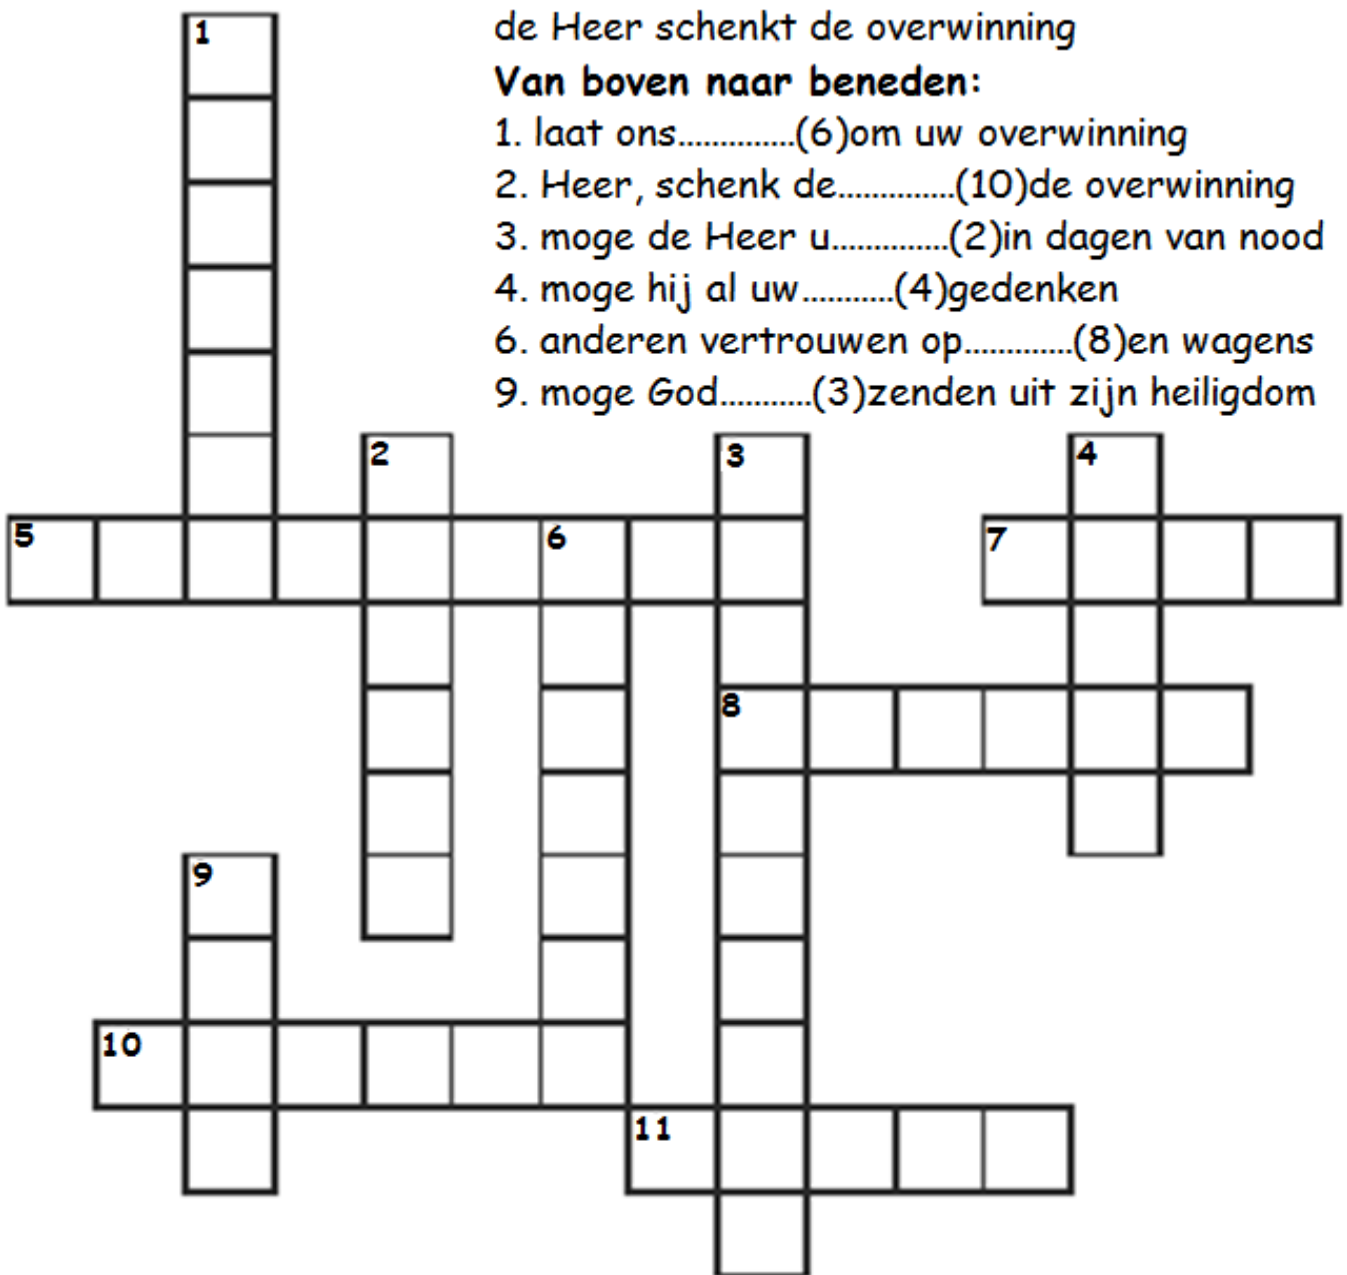 de Heer schenkt de overwinning
Van boven naar beneden:
1. laat ons..............(6)om uw overwinning
2. Heer, schenk de..............(10)de overwinning
3. moge de Heer u..............(2)in dagen van nood
4. moge hij al uw...........(4)gedenken
6. anderen vertrouwen op.............(8)en wagens
9. moge God...........(3)zenden uit zijn heiligdom
1
2
3
4
5
6
7
8
9
10
11